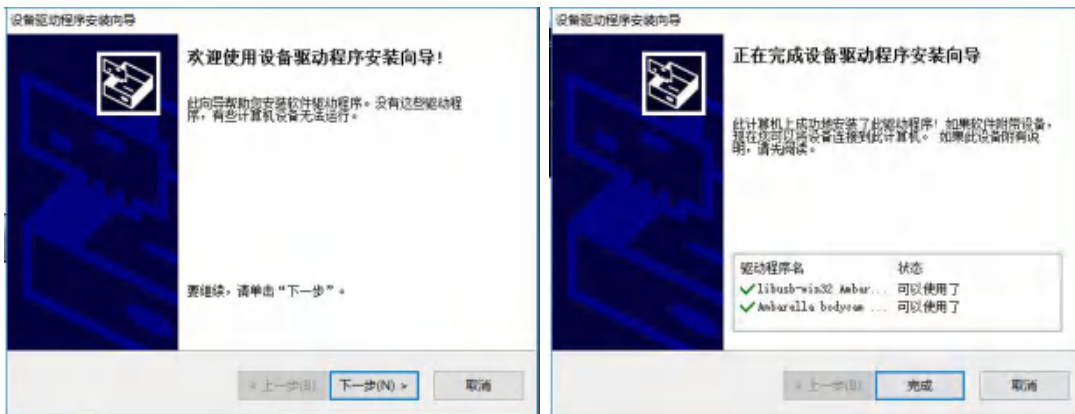 设备驱动程序安装向导
欢迎使用设备驱动程序安装向导!
此向导帮助您安装软件驱动程序。没有这些驱动程
序,有些计算机设备无法运行。
要继续,请单击“下一步”。
< 上一步(B)
下一步(N) >
取消
设备驱动程序安装向导
正在完成设备驱动程序安装向导
此计算机上成功地安装了此驱动程序!如果软件附带设备,
现在您可以将设备连接到此计算机。 如果此设备附有说
明,请先阅读。
驱动程序名 状态
libusb-win32 Ambar... 可以使用了
Ambarella bodycam ... 可以使用了
< 上一步(B)
完成
取消